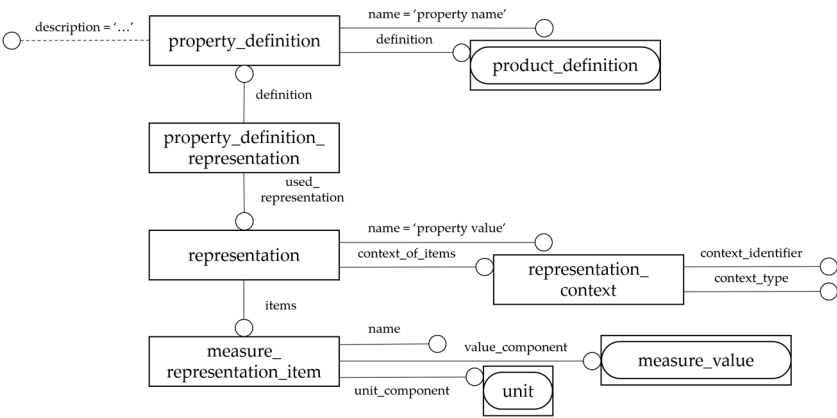 description = ‘…’
property_definition
name = ‘property name’
definition
product_definition
definition
property_definition_
representation
used_
representation
representation
name = ‘property value’
context_of_items
representation_
context
context_identifier
context_type
items
measure_
representation_item
name
value_component
measure_value
unit_component
unit